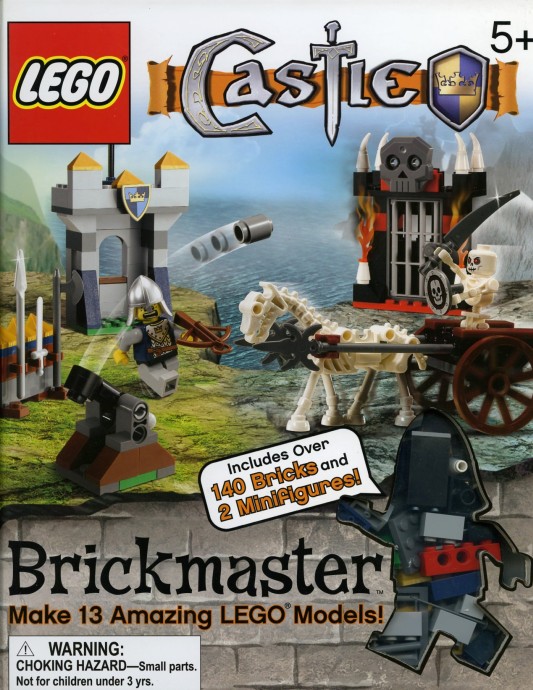 LEGO
Castle
5+
Includes Over
140 Bricks and
2 Minifigures!
Brickmaster™
Make 13 Amazing LEGO® Models!
⚠ WARNING:
CHOKING HAZARD—Small parts.
Not for children under 3 yrs.